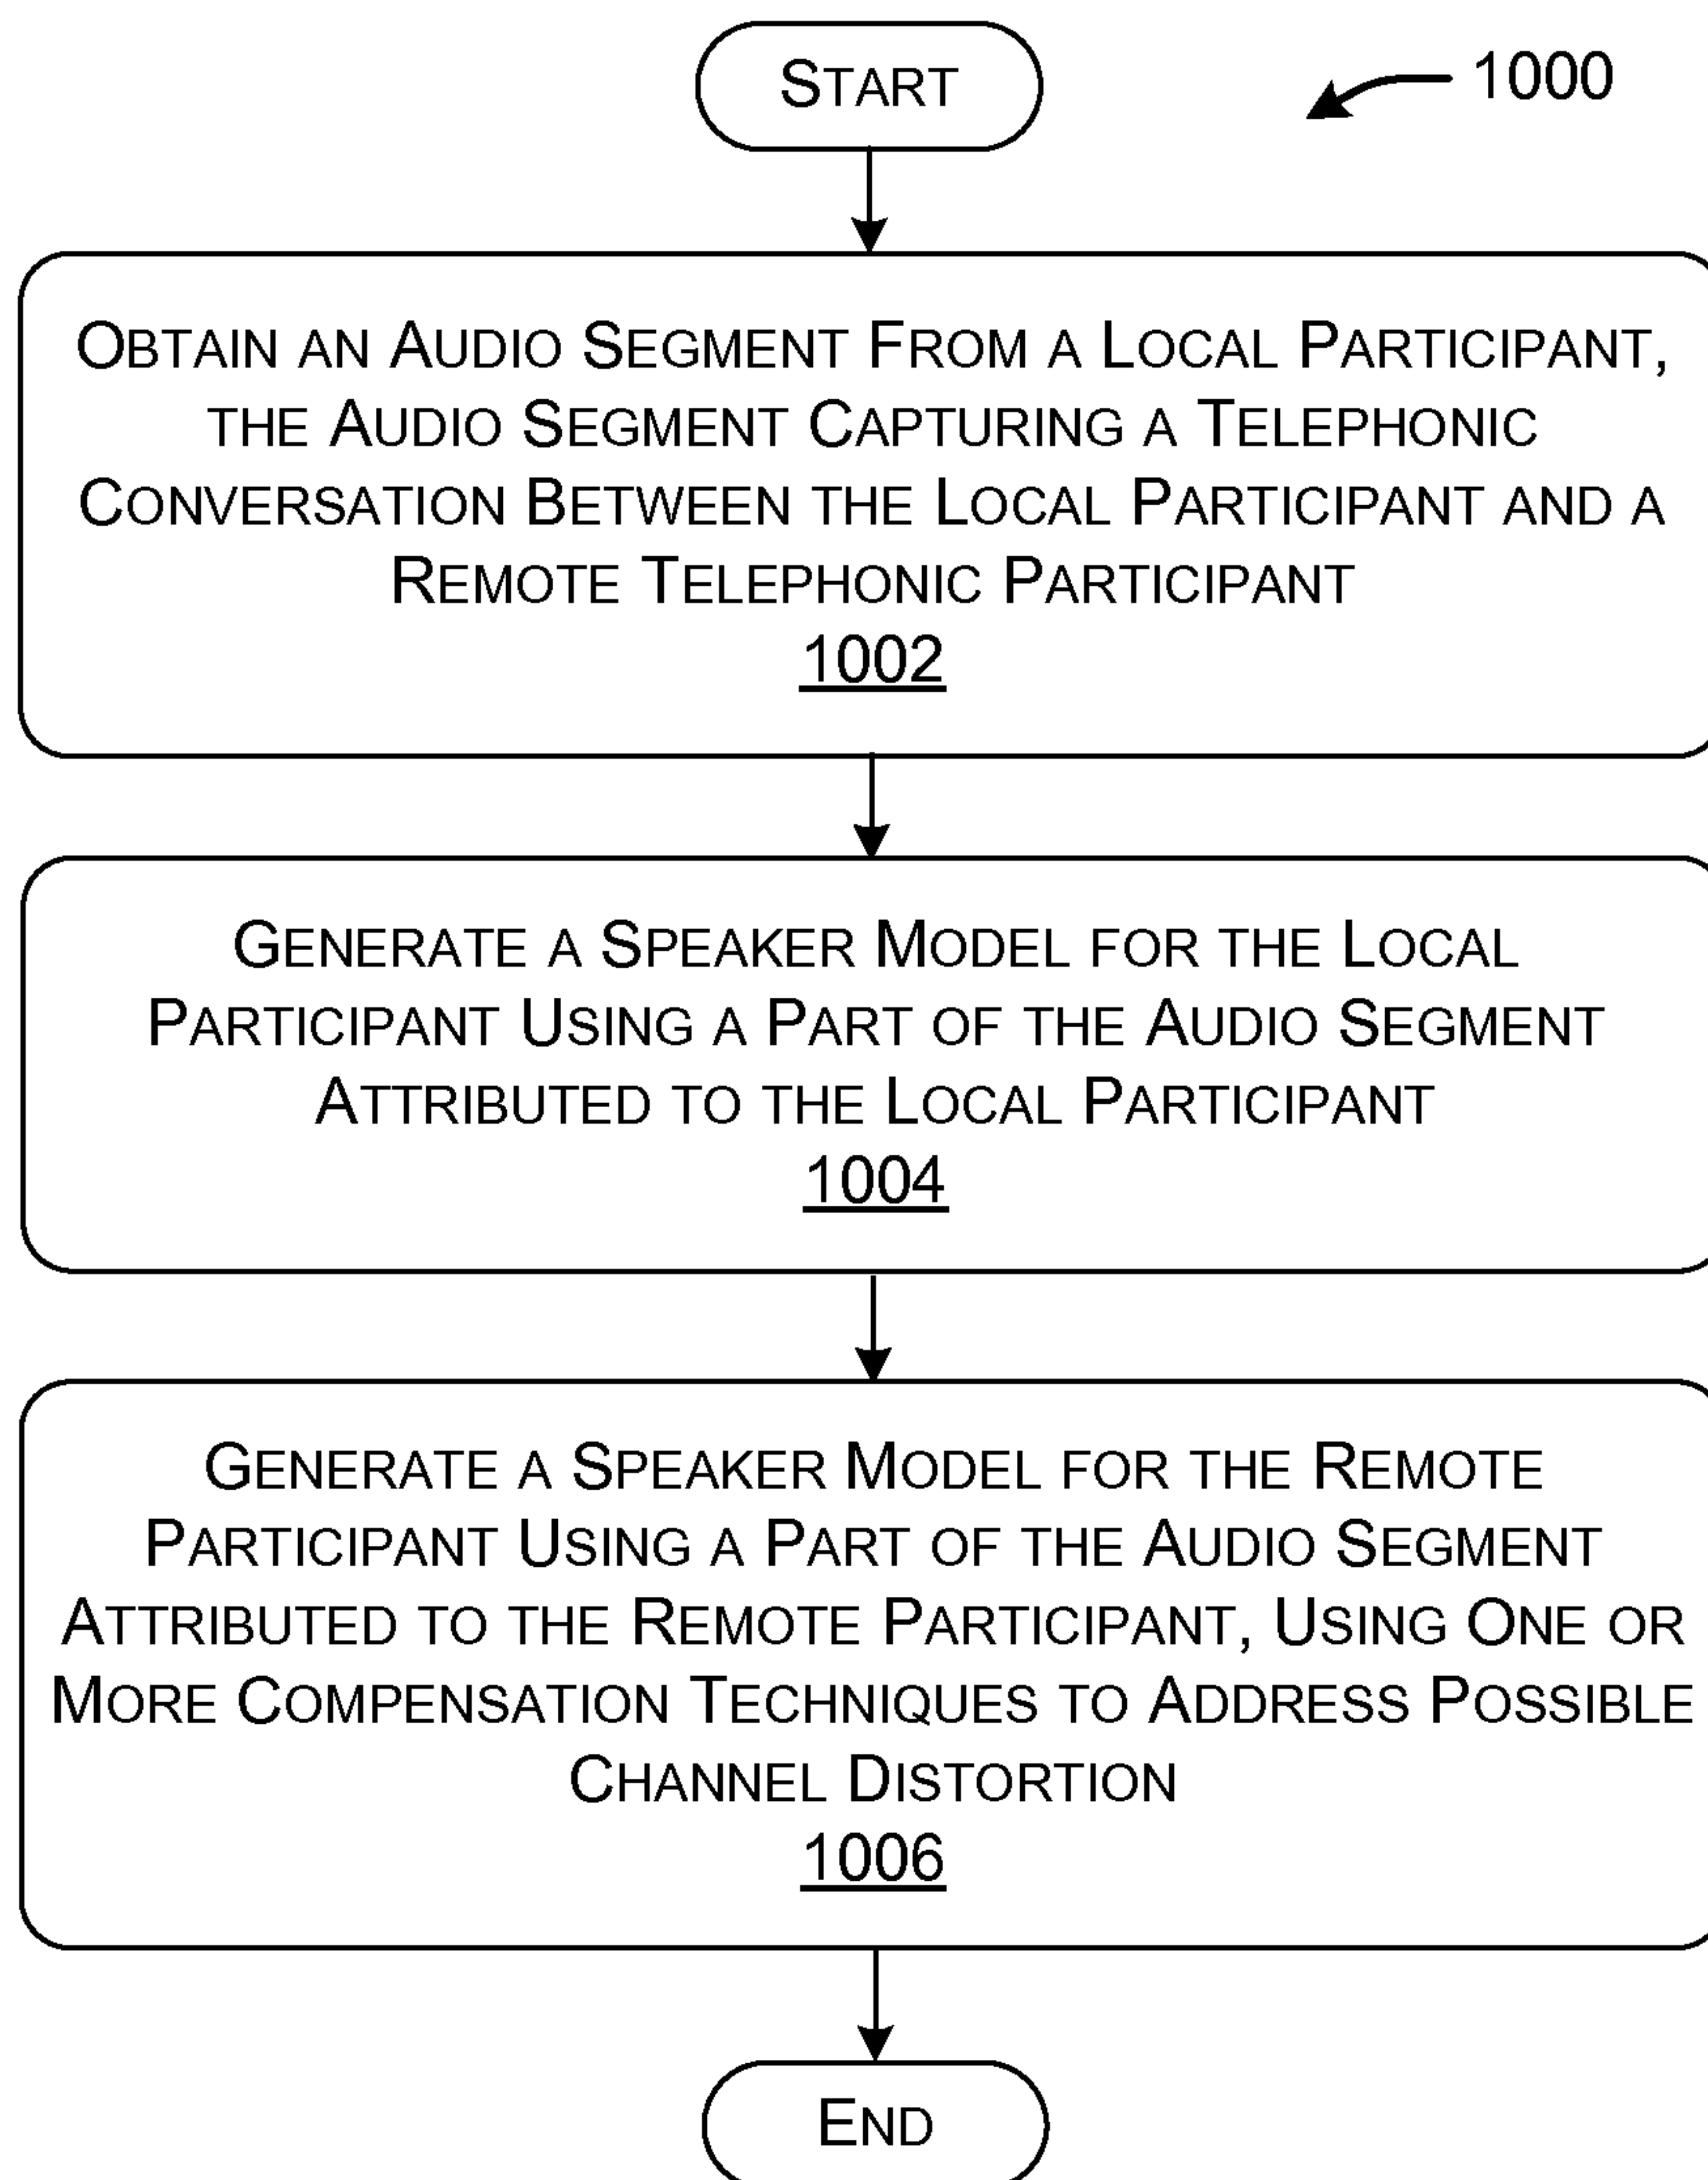 START
1000
OBTAIN AN AUDIO SEGMENT FROM A LOCAL PARTICIPANT,
THE AUDIO SEGMENT CAPTURING A TELEPHONIC
CONVERSATION BETWEEN THE LOCAL PARTICIPANT AND A
REMOTE TELEPHONIC PARTICIPANT
1002
GENERATE A SPEAKER MODEL FOR THE LOCAL
PARTICIPANT USING A PART OF THE AUDIO SEGMENT
ATTRIBUTED TO THE LOCAL PARTICIPANT
1004
GENERATE A SPEAKER MODEL FOR THE REMOTE
PARTICIPANT USING A PART OF THE AUDIO SEGMENT
ATTRIBUTED TO THE REMOTE PARTICIPANT, USING ONE OR
MORE COMPENSATION TECHNIQUES TO ADDRESS POSSIBLE
CHANNEL DISTORTION
1006
END